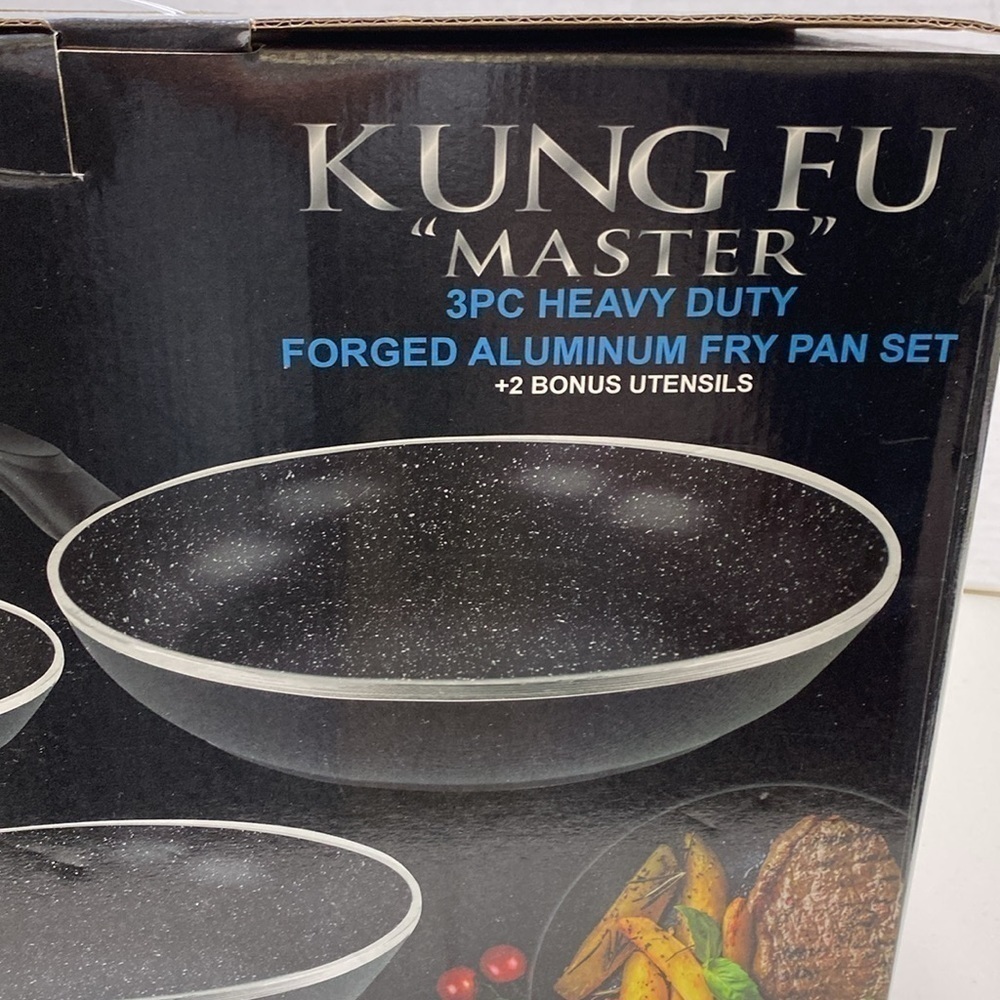 KUNG FU
"MASTER"
3PC HEAVY DUTY
FORGED ALUMINUM FRY PAN SET
+2 BONUS UTENSILS